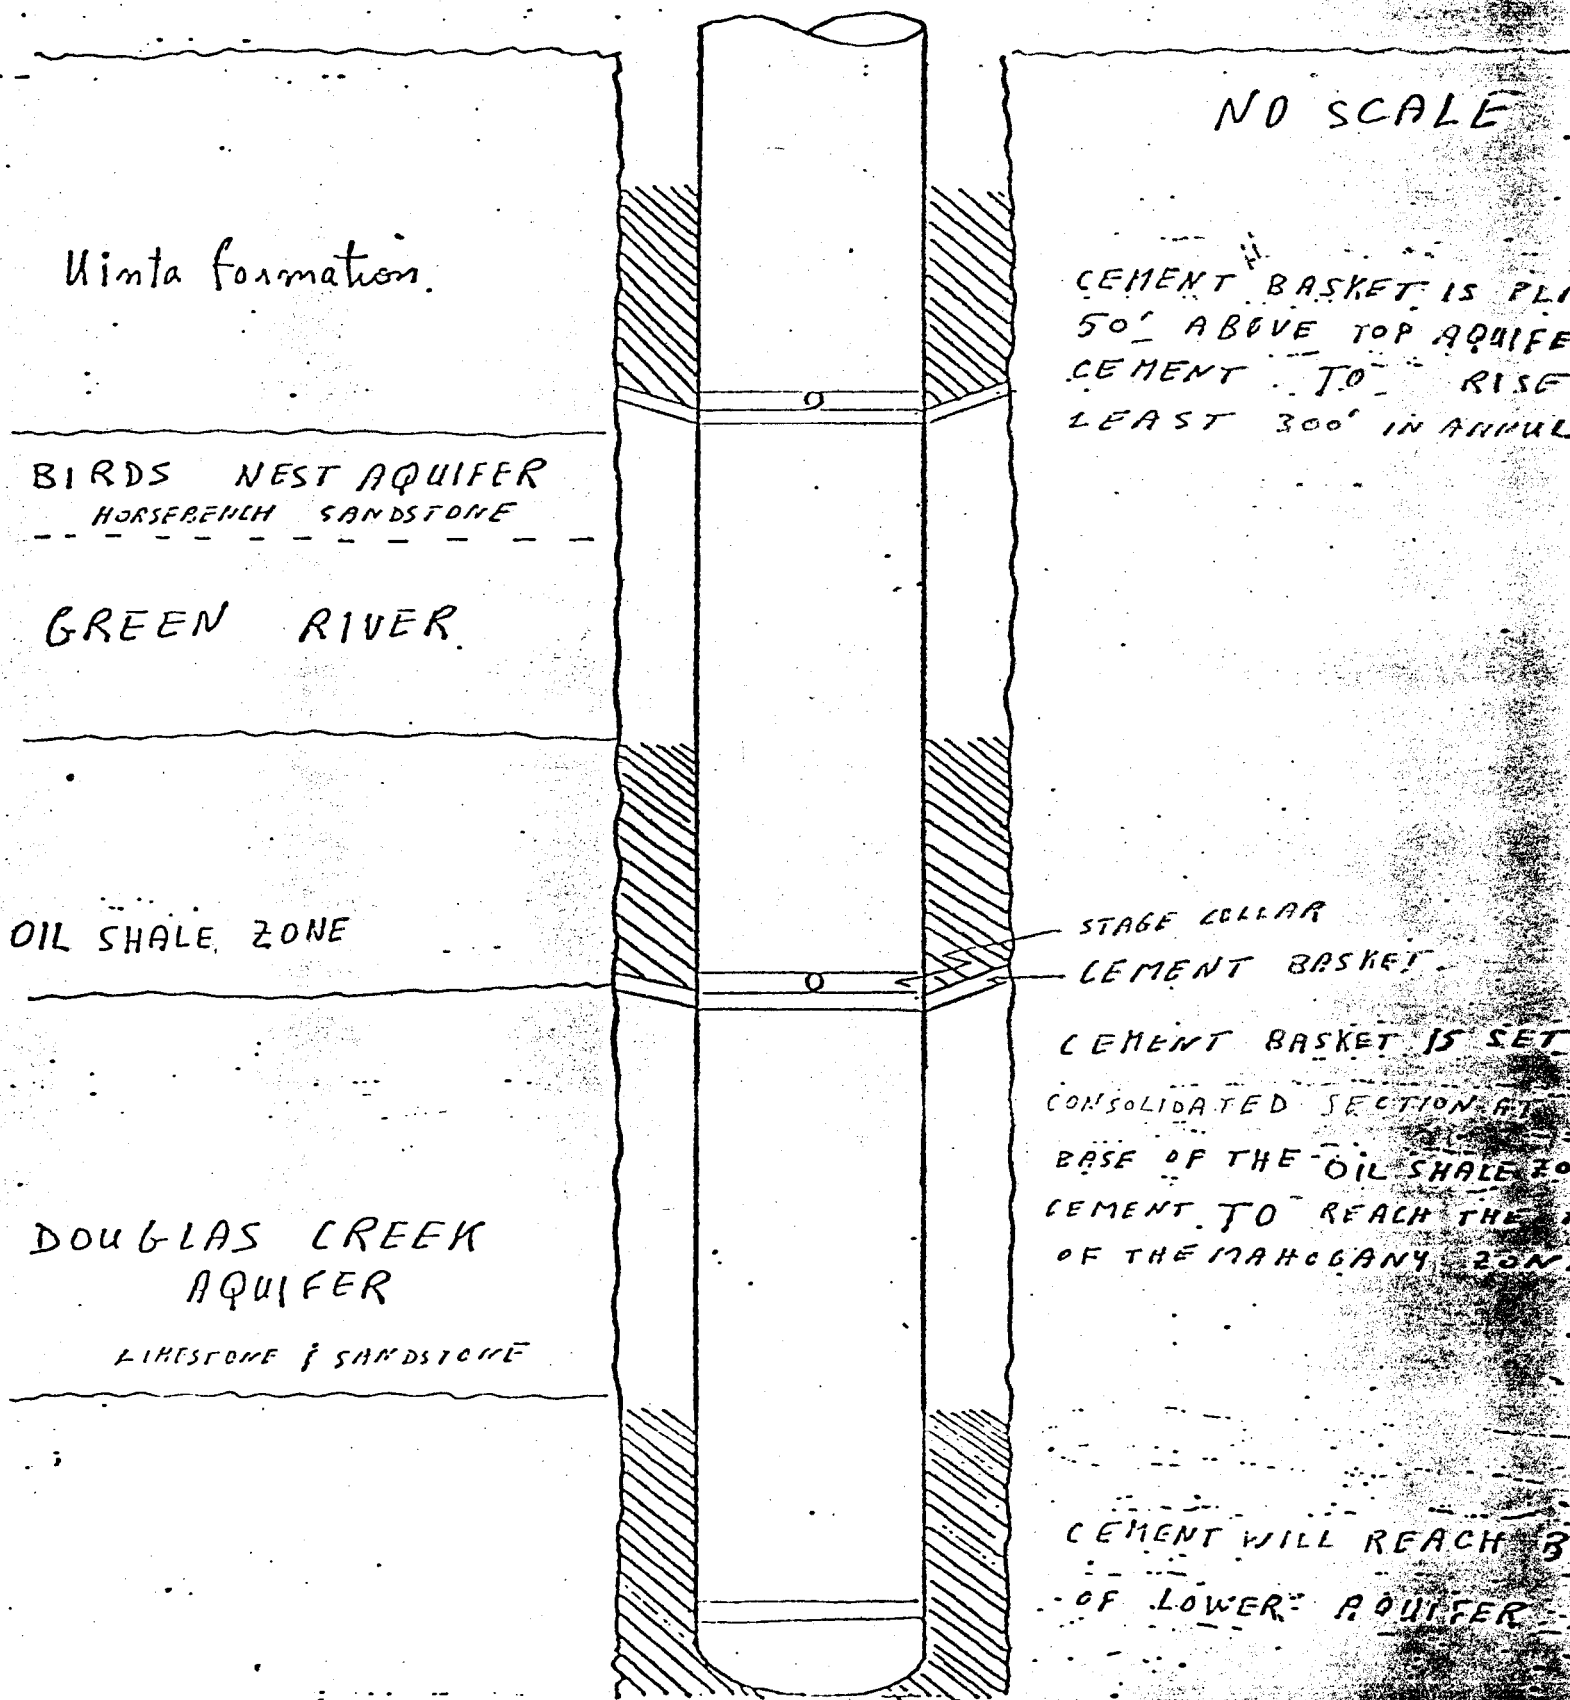 NO SCALE
Uinta formation.
CEMENT BASKET IS
50' ABOVE TOP
CEMENT TO RISE
LEAST 300' IN
BIRDS NEST AQUIFER
HORSEBENCH SANDSTONE
GREEN RIVER
OIL SHALE ZONE
STAGE COLLAR
CEMENT BASKET
CEMENT BASKET IS SET
CONSOLIDATED SECTION AT
BASE OF THE OIL SHALE
CEMENT TO REACH THE
OF THE MAHOGANY
DOUGLAS CREEK
AQUIFER
LIMESTONE & SANDSTONE
CEMENT WILL REACH
OF LOWER AQUIFER